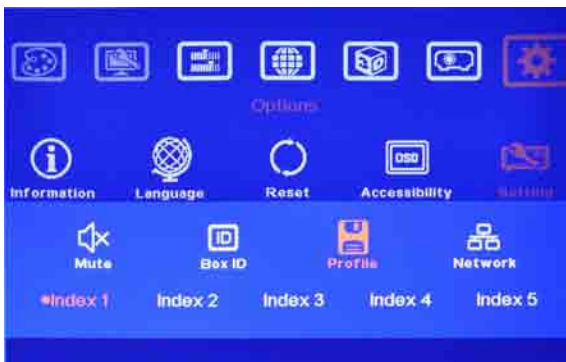 Options
Information Language Reset Accessibility Setting
OSD
ID
Mute Box ID Profile Network
Index 1 Index 2 Index 3 Index 4 Index 5